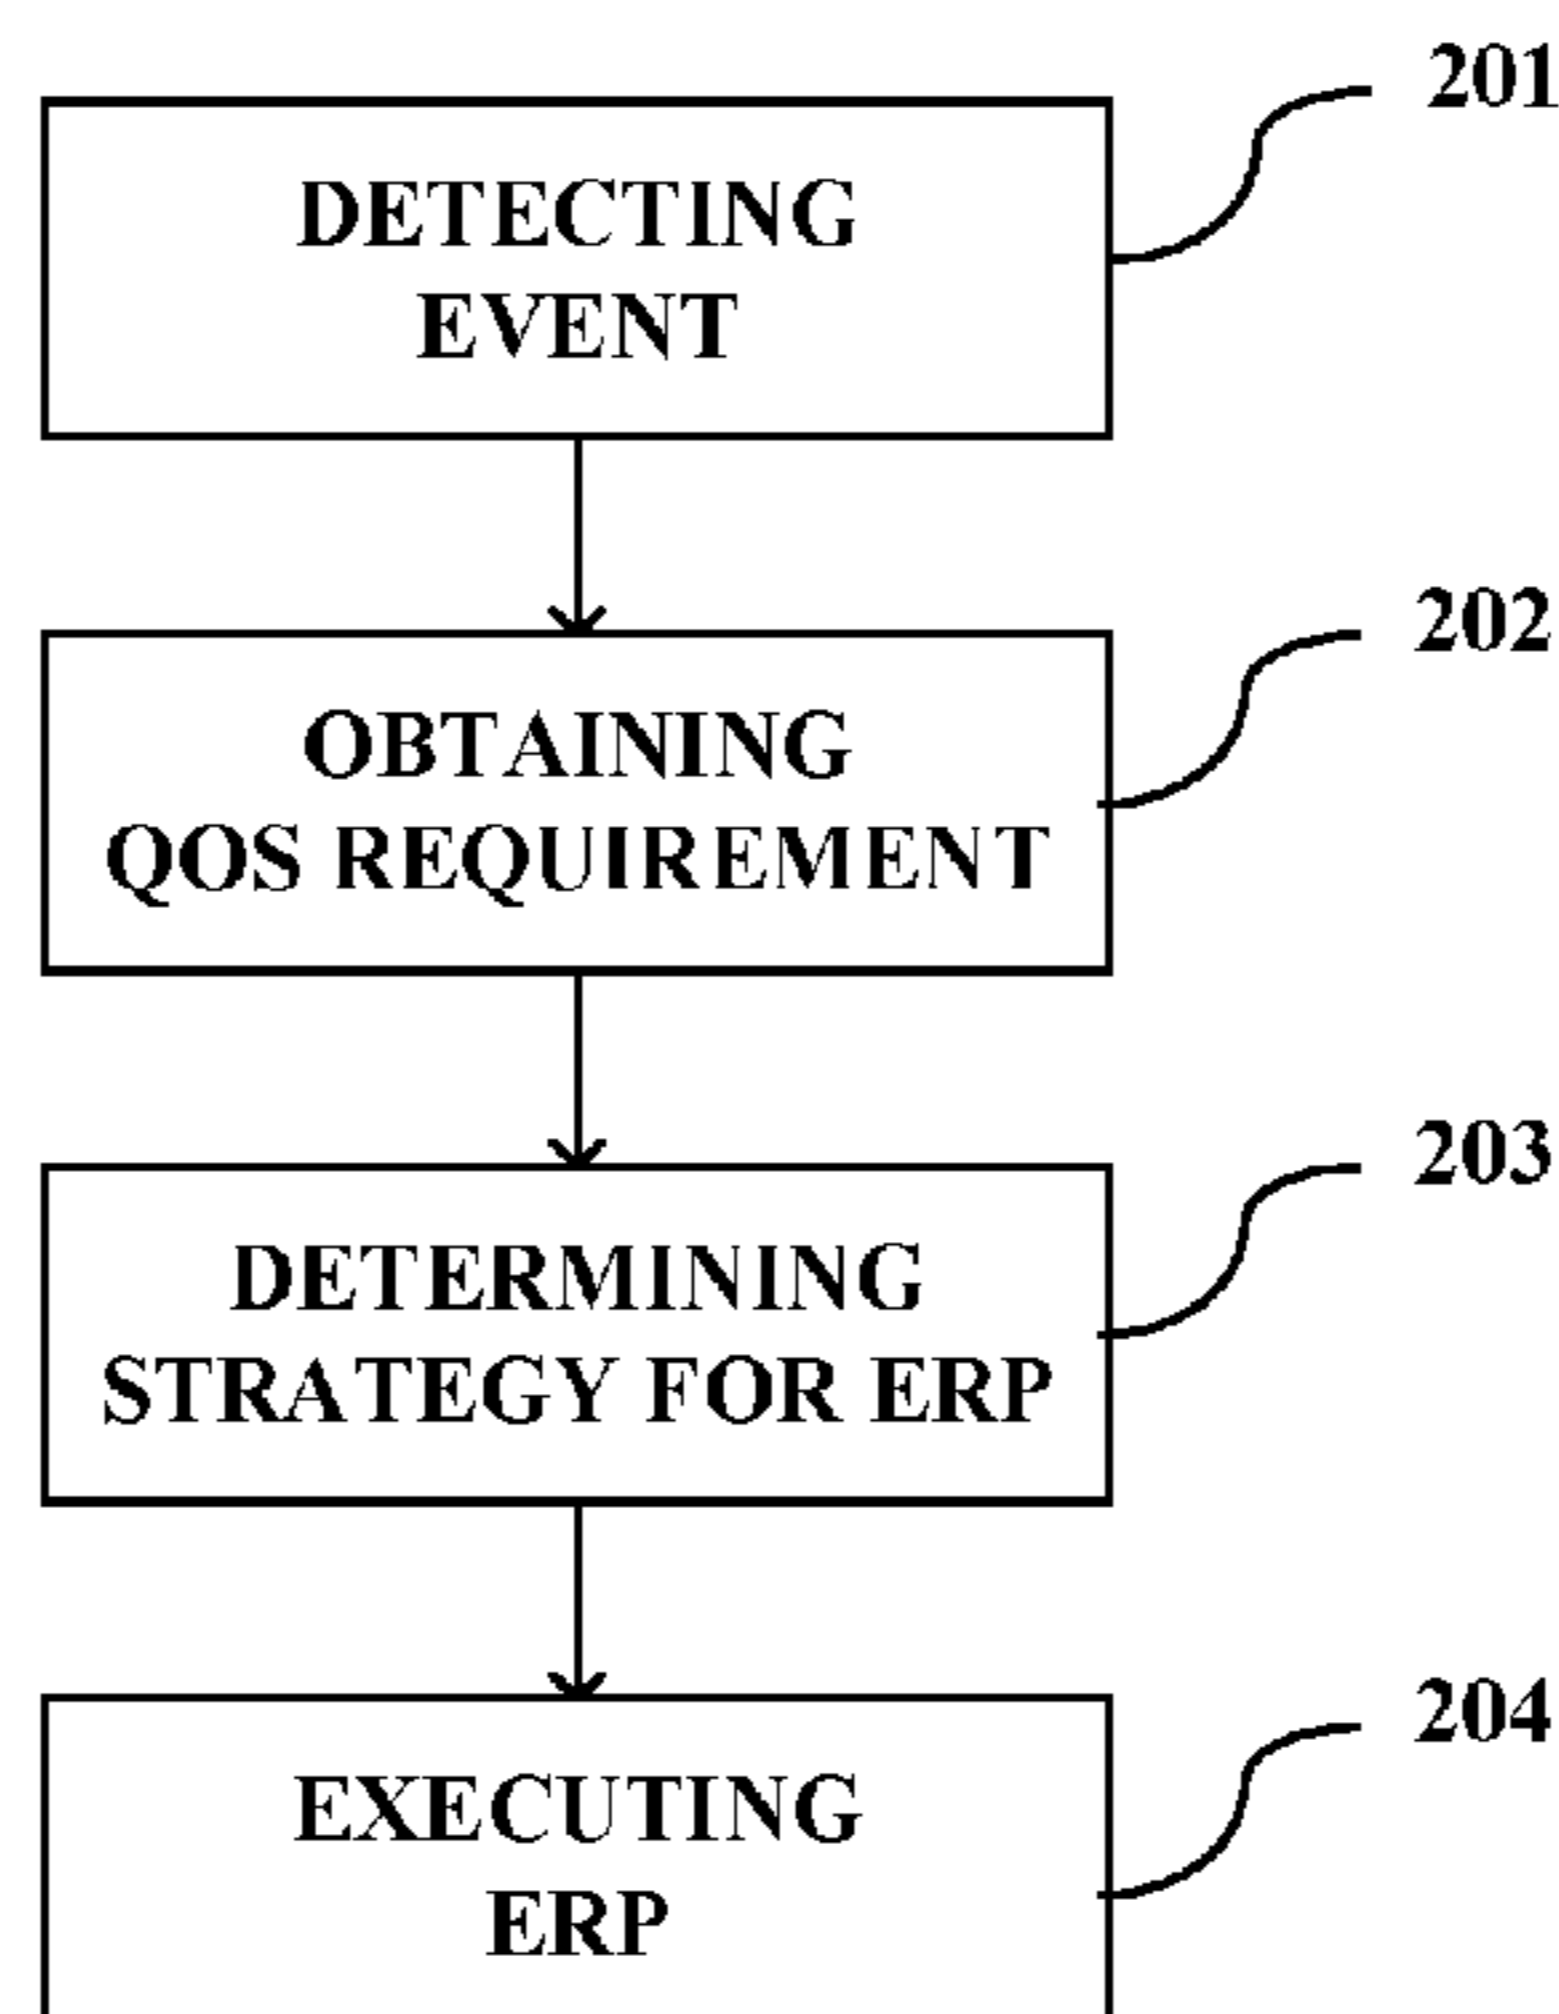 201
DETECTING
EVENT
202
OBTAINING
QOS REQUIREMENT
203
DETERMINING
STRATEGY FOR ERP
204
EXECUTING
ERP